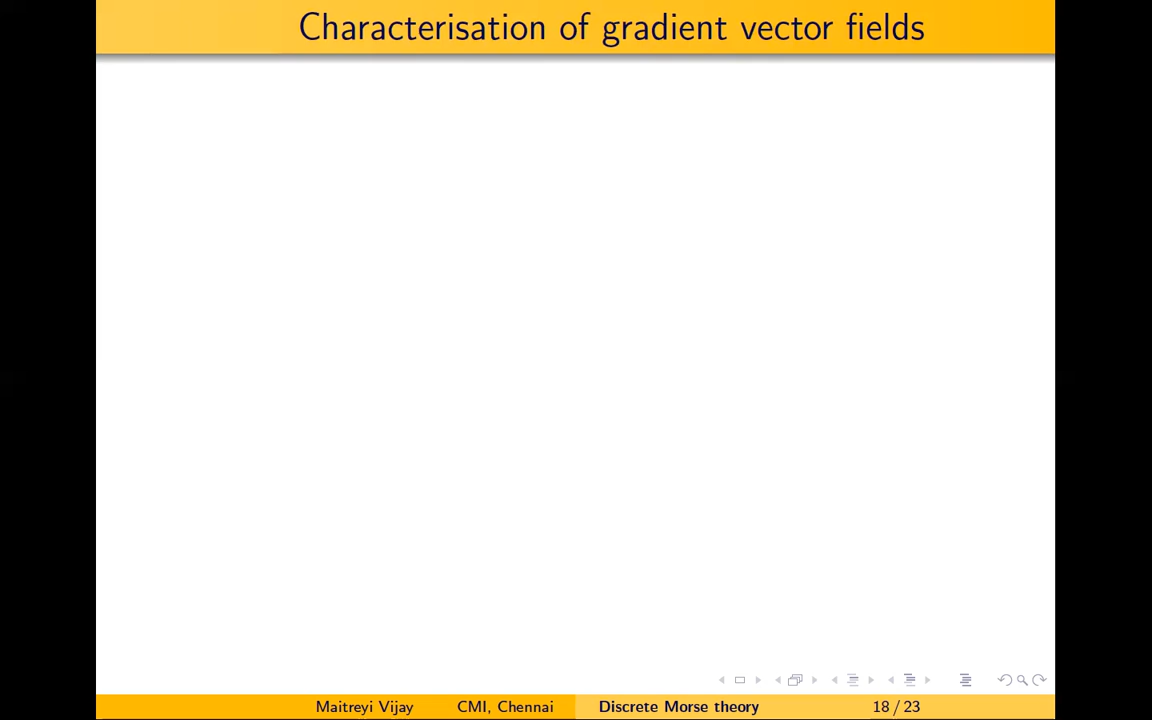 Characterisation of gradient vector fields
Maitreyi Vijay CMI, Chennai Discrete Morse theory 18 / 23